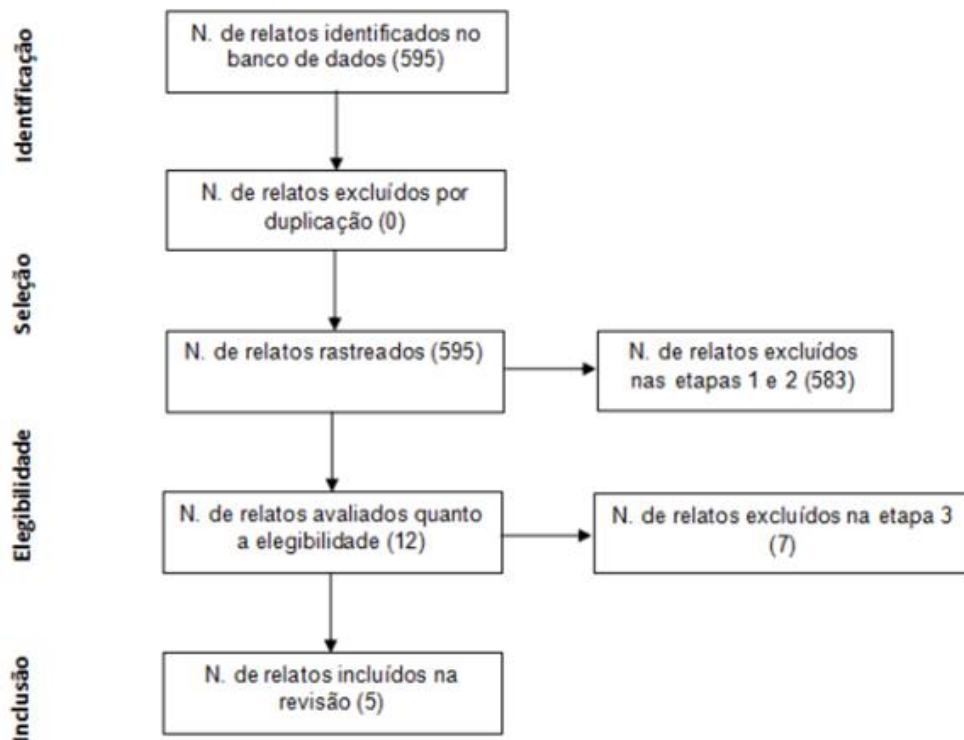 Identificação
N. de relatos identificados no
banco de dados (595)
N. de relatos excluídos por
duplicação (0)
Seleção
N. de relatos rastreados (595)
N. de relatos excluídos
nas etapas 1 e 2 (583)
Elegibilidade
N. de relatos avaliados quanto
a elegibilidade (12)
N. de relatos excluídos na etapa 3
(7)
Inclusão
N. de relatos incluídos na
revisão (5)